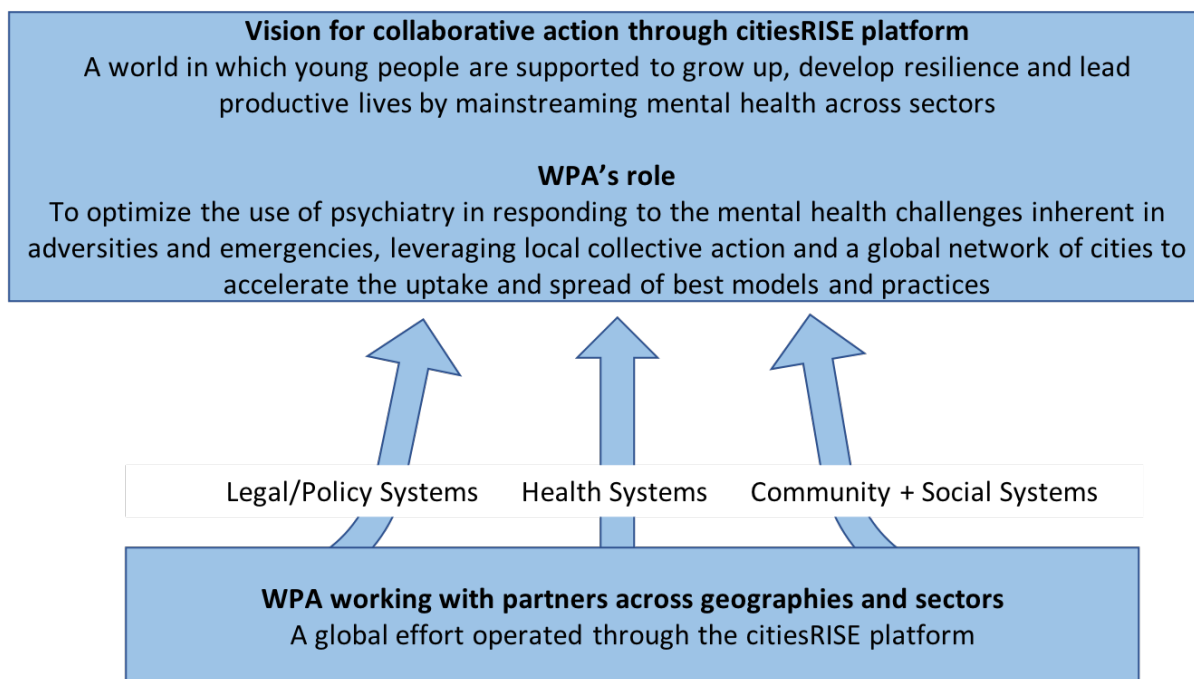 Vision for collaborative action through citiesRISE platform
A world in which young people are supported to grow up, develop resilience and lead
productive lives by mainstreaming mental health across sectors
WPA’s role
To optimize the use of psychiatry in responding to the mental health challenges inherent in
adversities and emergencies, leveraging local collective action and a global network of cities to
accelerate the uptake and spread of best models and practices
Legal/Policy Systems Health Systems Community + Social Systems
WPA working with partners across geographies and sectors
A global effort operated through the citiesRISE platform